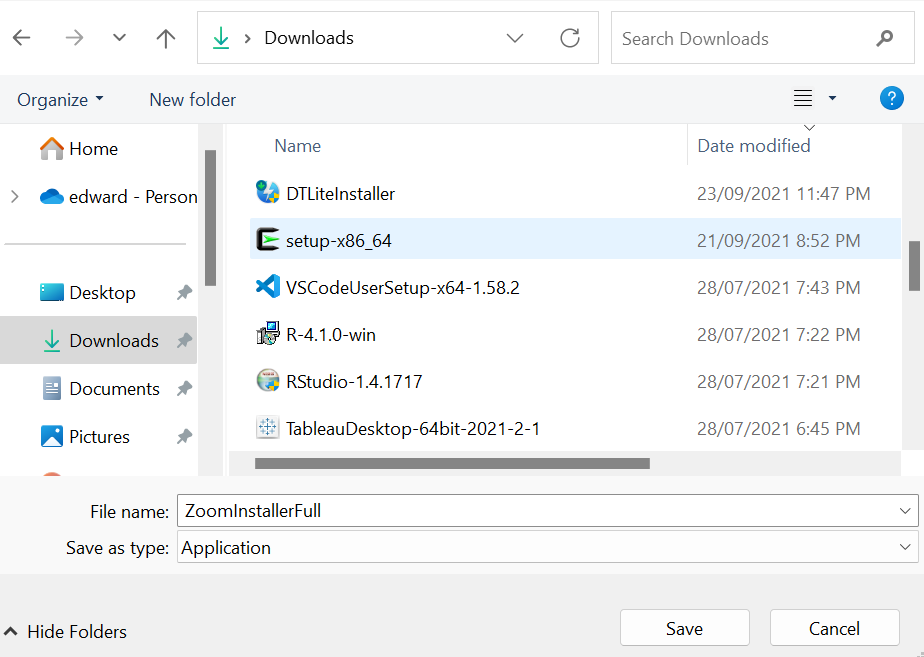 Downloads
Search Downloads
Organize
New folder
?
Home
edward - Person
Desktop
Downloads
Documents
Pictures
Name
Date modified
DTLiteInstaller
23/09/2021 11:47 PM
setup-x86_64
21/09/2021 8:52 PM
VSCodeUserSetup-x64-1.58.2
28/07/2021 7:43 PM
R-4.1.0-win
28/07/2021 7:22 PM
RStudio-1.4.1717
28/07/2021 7:21 PM
TableauDesktop-64bit-2021-2-1
28/07/2021 6:45 PM
File name:
ZoomInstallerFull
Save as type:
Application
Hide Folders
Save
Cancel